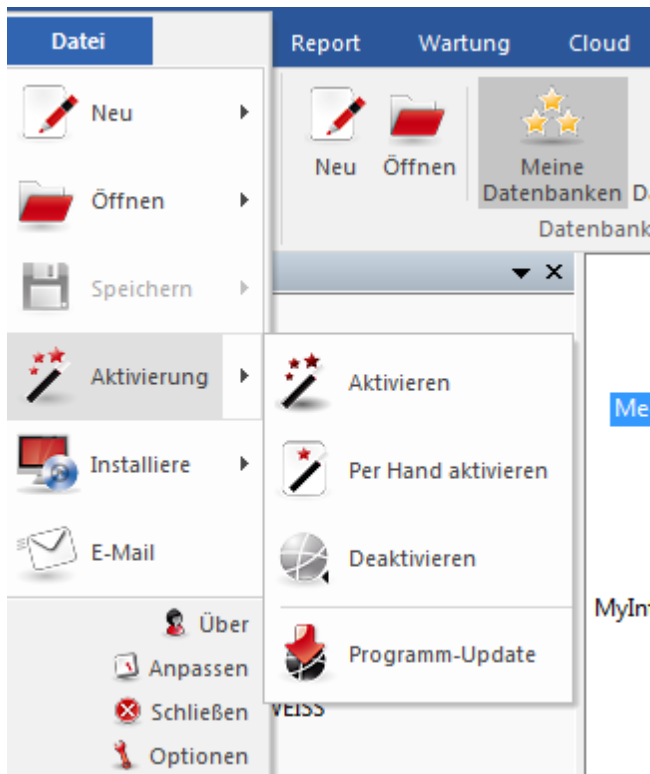 Datei
Report
Wartung
Cloud
Neu
Öffnen
Speichern
Aktivierung
Installiere
E-Mail
Über
Anpassen
Schließen
Optionen
Neu
Öffnen
Meine
Datenbanken
Datenbank
Aktivieren
Per Hand aktivieren
Deaktivieren
Programm-Update